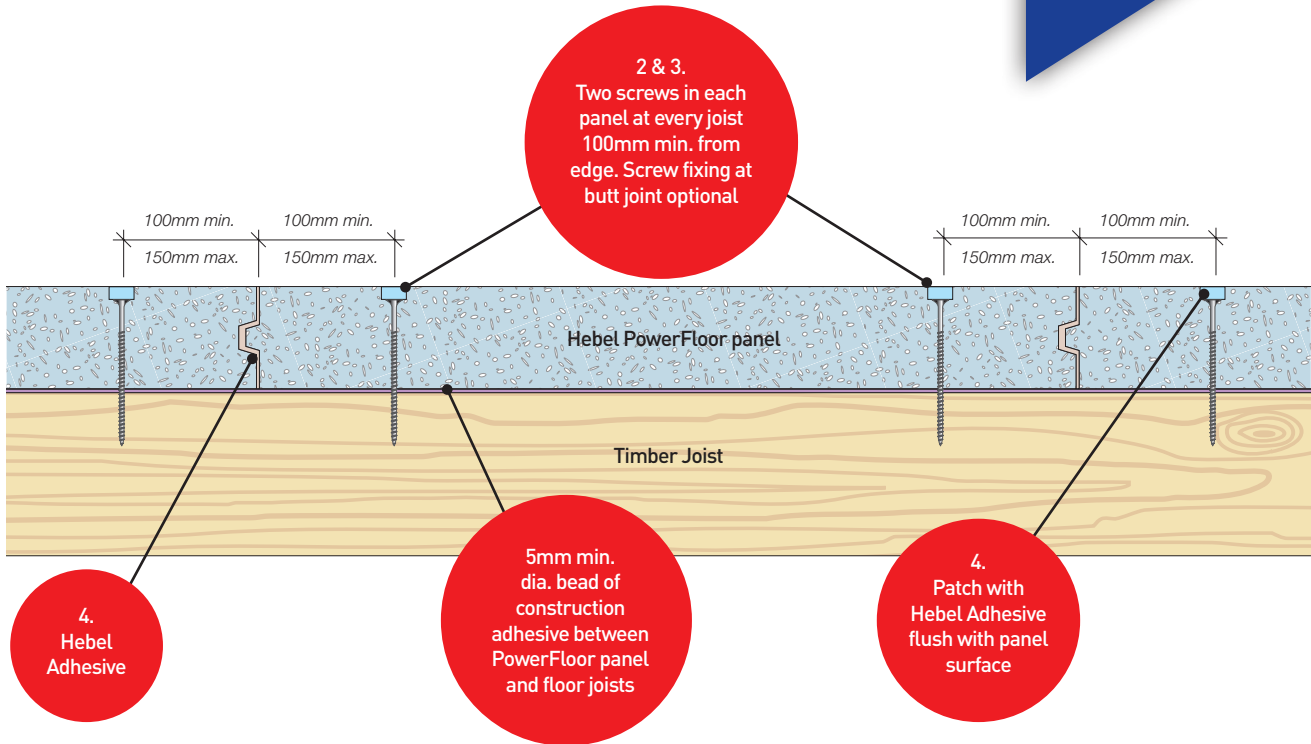 2 & 3.
Two screws in each
panel at every joist
100mm min. from
edge. Screw fixing at
butt joint optional
100mm min.
100mm min.
150mm max.
150mm max.
100mm min.
100mm min.
150mm max.
150mm max.
Hebel PowerFloor panel
Timber Joist
4.
Hebel
Adhesive
5mm min.
dia. bead of
construction
adhesive between
PowerFloor panel
and floor joists
4.
Patch with
Hebel Adhesive
flush with panel
surface